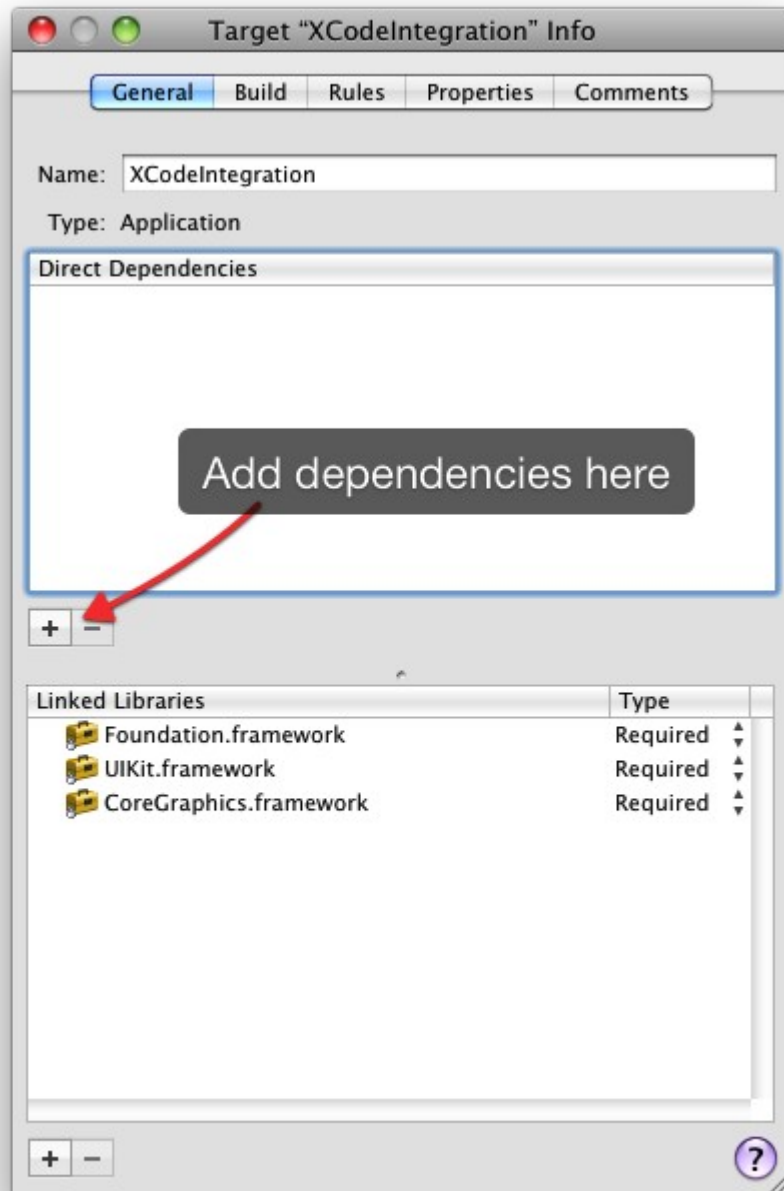 Target “XCodeIntegration” Info
General Build Rules Properties Comments
Name: XCodeIntegration
Type: Application
Direct Dependencies
Add dependencies here
+ −
Linked Libraries Type
Foundation.framework Required
UIKit.framework Required
CoreGraphics.framework Required
+ − ?